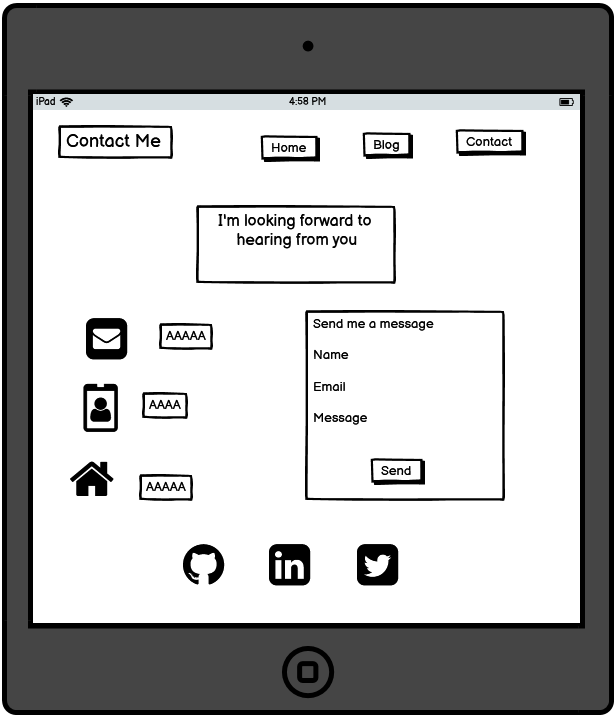 iPad 4:58 PM
Contact Me
Home
Blog
Contact
I'm looking forward to
hearing from you
Send me a message
AAAAA
Name
Email
AAAA
Message
Send
AAAAA
in